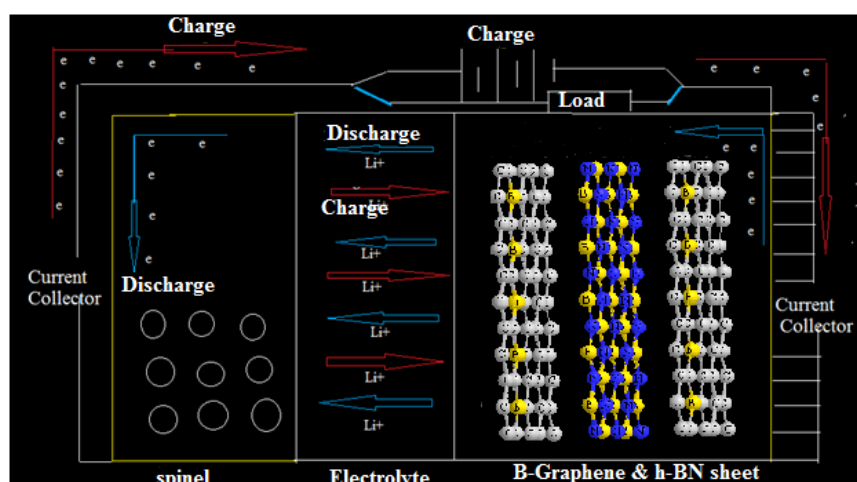 Charge
Charge
e e e e e e e
e e e
e
e
e
e
e
e
e
Load
Discharge
Li+
Li+
Charge
Li+
Li+
Li+
Li+
Li+
e e
e
e
e
Discharge
e e
e
e
e
Current
Collector
Current
Collector
spinel
Electrolyte
B-Graphene & h-BN sheet